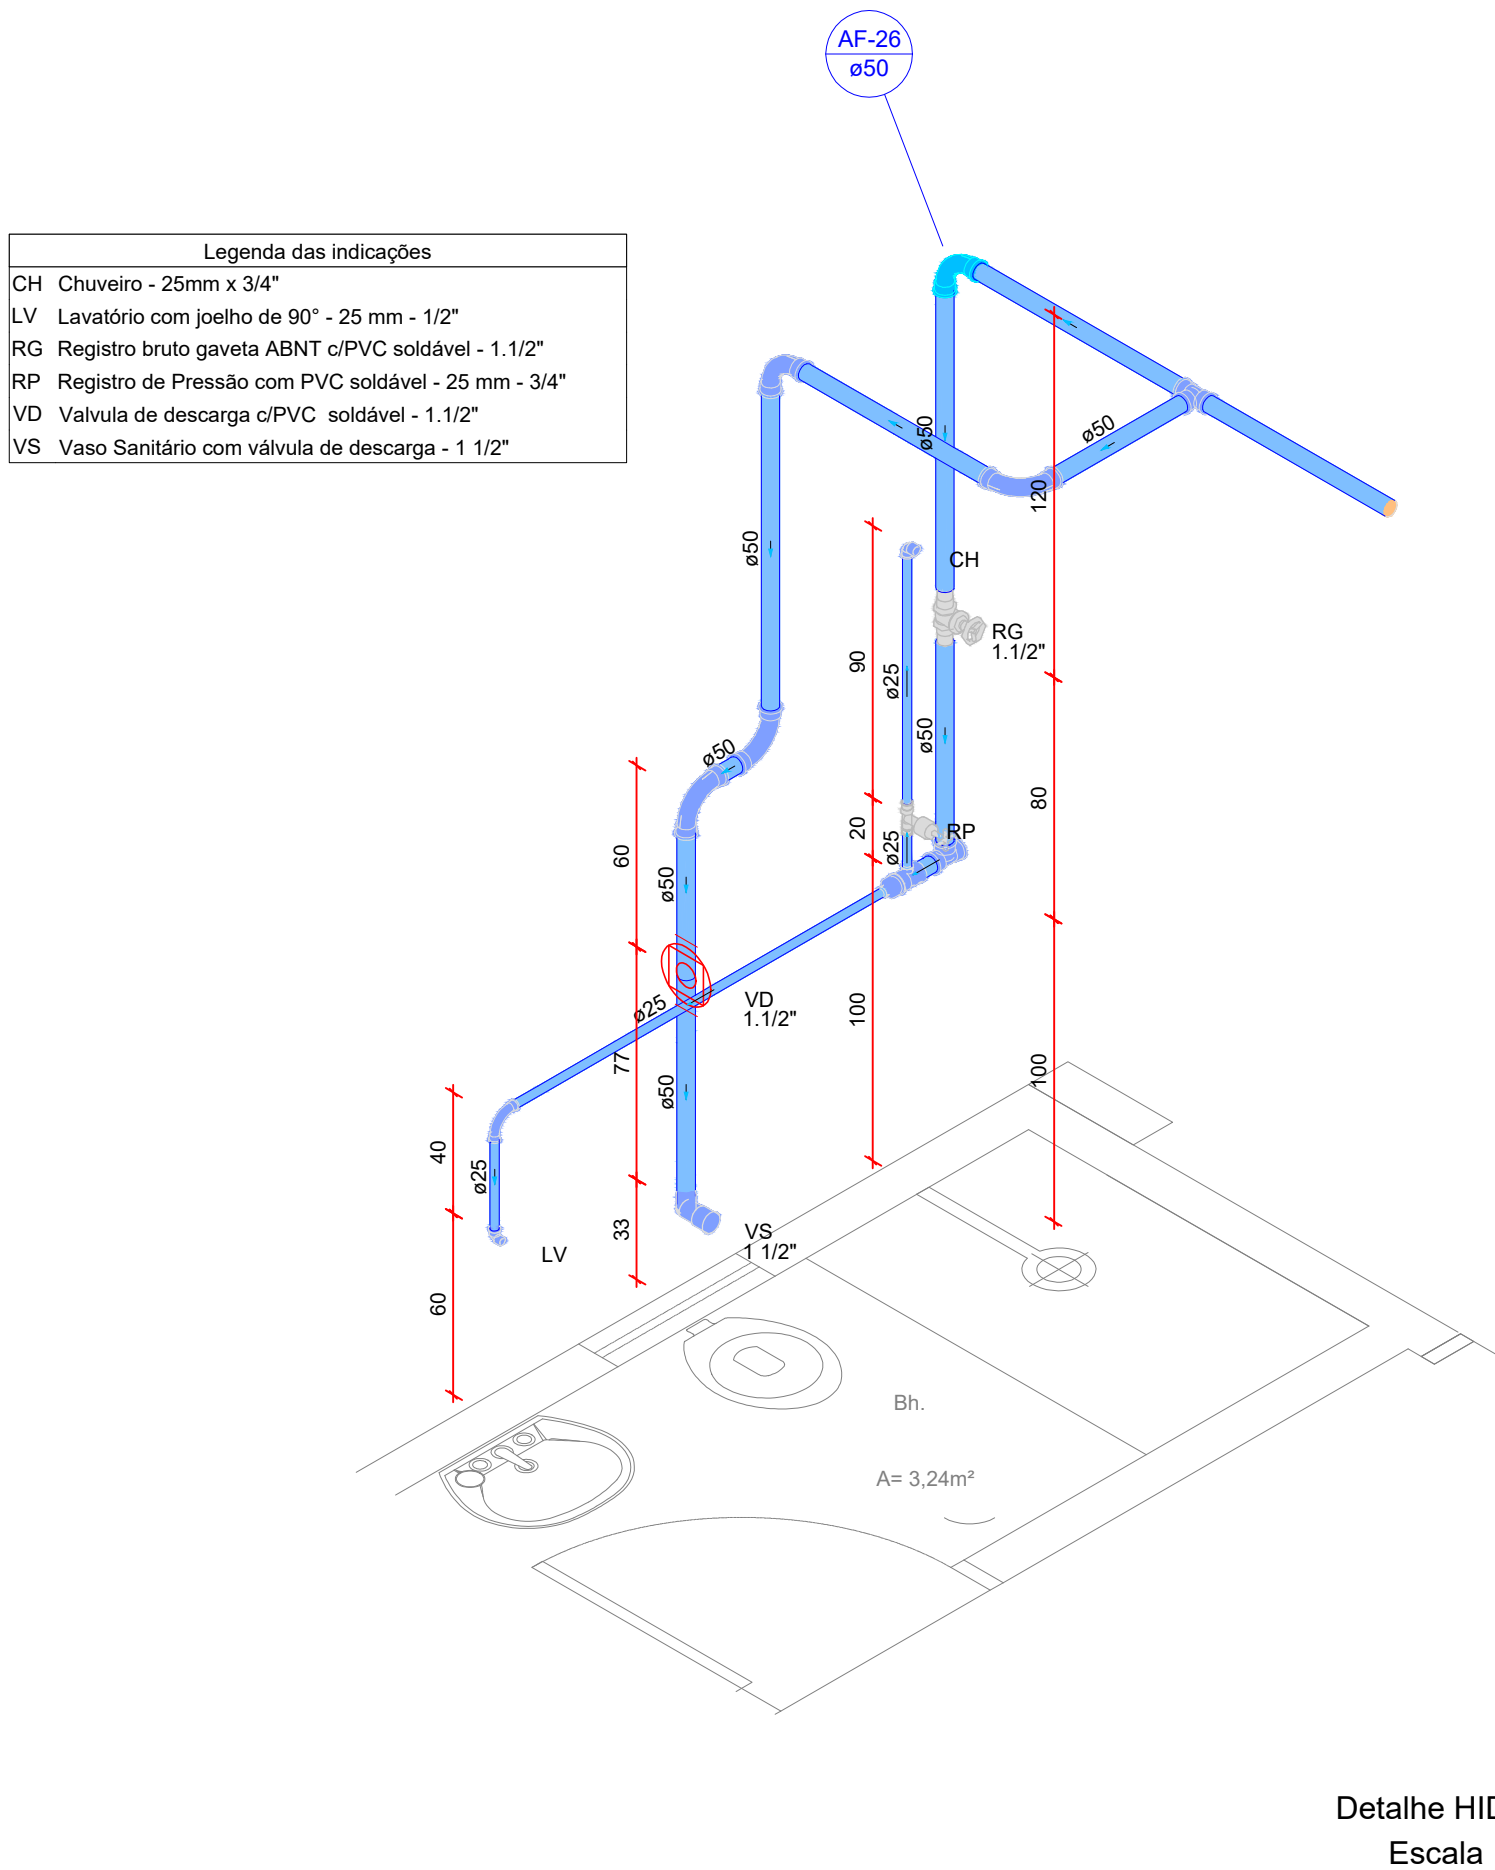 AF-26
ø50
Legenda das indicações
CH Chuveiro - 25mm x 3/4"
LV Lavatório com joelho de 90° - 25 mm - 1/2"
RG Registro bruto gaveta ABNT c/PVC soldável - 1.1/2"
RP Registro de Pressão com PVC soldável - 25 mm - 3/4"
VD Valvula de descarga c/PVC soldável - 1.1/2"
VS Vaso Sanitário com válvula de descarga - 1 1/2"
ø50
ø50
120
ø50
CH
RG
1.1/2"
90
ø25
ø50
ø50
80
20
ø25
RP
60
ø50
VD
1.1/2"
ø25
100
77
ø50
100
40
ø25
33
VS
1 1/2"
LV
60
Bh.
A= 3,24m²
Detalhe HID
Escala